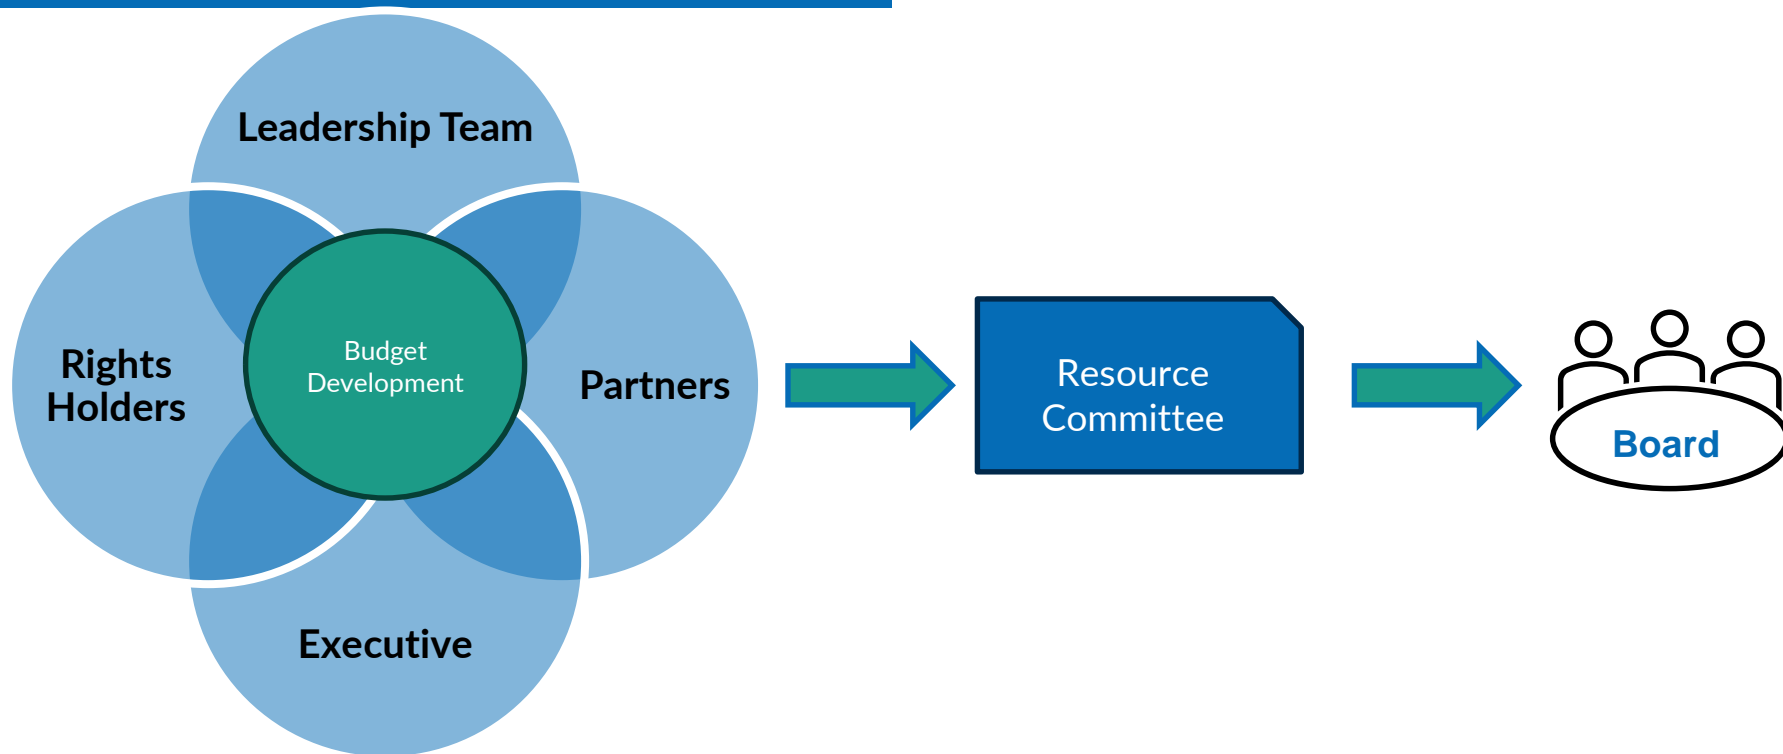 Leadership Team
Rights
Holders
Budget
Development
Partners
Executive
Resource
Committee
Board